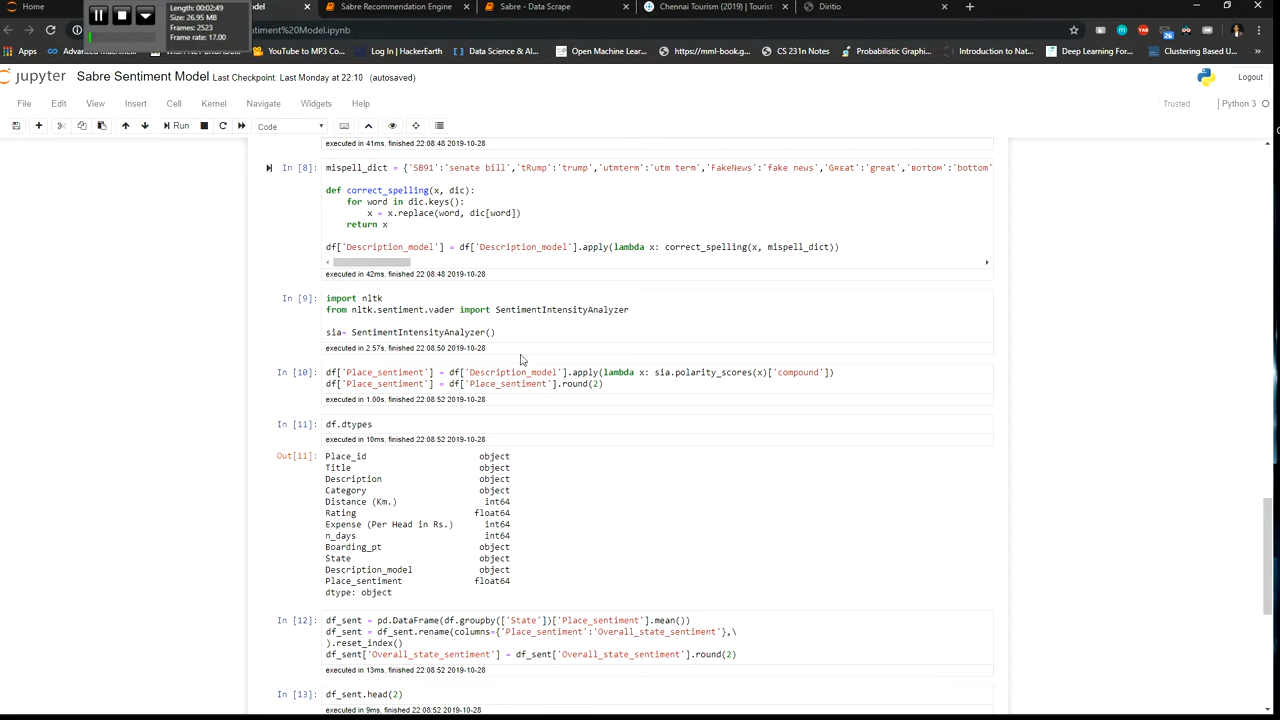 Length: 00:02:49
Size: 26.95 MB
Frames: 2523
Frame rate: 17.00
Home
odel
Sabre Recommendation Engine
Sabre - Data Scrape
Chennai Tourism (2019) | Tourist
Diritio
ntiment%20Model.ipynb
Apps
YouTube to MP3 Co...
Log In | HackerEarth
Data Science & AI...
Open Machine Lear...
https://mml-book.g...
CS 231n Notes
Probabilistic Graphi...
Introduction to Nat...
Deep Learning For...
Clustering Based U...
jupyter Sabre Sentiment Model Last Checkpoint: Last Monday at 22:10 (autosaved)
Logout
File Edit View Insert Cell Kernel Navigate Widgets Help
Trusted
Python 3
Run
Code
executed in 41ms, finished 22:08:48 2019-10-28
In [8]: mispell_dict = {'SB91':'senate bill','tRump':'trump','utmterm':'utm term','FakeNews':'fake news','Gʀᴇat':'great','ʙᴏᴛtoᴍ':'bottom'
def correct_spelling(x, dic):
for word in dic.keys():
x = x.replace(word, dic[word])
return x
df['Description_model'] = df['Description_model'].apply(lambda x: correct_spelling(x, mispell_dict))
executed in 42ms, finished 22:08:48 2019-10-28
In [9]: import nltk
from nltk.sentiment.vader import SentimentIntensityAnalyzer
sia= SentimentIntensityAnalyzer()
executed in 2.57s, finished 22:08:50 2019-10-28
In [10]: df['Place_sentiment'] = df['Description_model'].apply(lambda x: sia.polarity_scores(x)['compound'])
df['Place_sentiment'] = df['Place_sentiment'].round(2)
executed in 1.00s, finished 22:08:52 2019-10-28
In [11]: df.dtypes
executed in 10ms, finished 22:08:52 2019-10-28
Out[11]: Place_id object
Title object
Description object
Category object
Distance (Km.) int64
Rating float64
Expense (Per Head in Rs.) int64
n_days int64
Boarding_pt object
State object
Description_model object
Place_sentiment float64
dtype: object
In [12]: df_sent = pd.DataFrame(df.groupby(['State'])['Place_sentiment'].mean())
df_sent = df_sent.rename(columns={'Place_sentiment':'Overall_state_sentiment'},\
).reset_index()
df_sent['Overall_state_sentiment'] = df_sent['Overall_state_sentiment'].round(2)
executed in 13ms, finished 22:08:52 2019-10-28
In [13]: df_sent.head(2)
executed in 9ms, finished 22:08:52 2019-10-28